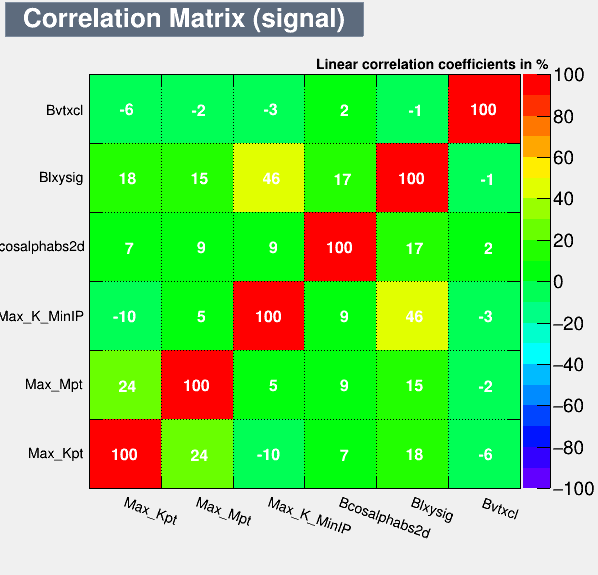 Correlation Matrix (signal)
Linear correlation coefficients in %
Bvtxcl -6 -2 -3 2 -1 100
Blxysig 18 15 46 17 100 -1
cosalphabs2d 7 9 9 100 17 2
Max_K_MinIP -10 5 100 9 46 -3
Max_Mpt 24 100 5 9 15 -2
Max_Kpt 100 24 -10 7 18 -6
Max_Kpt Max_Mpt Max_K_MinIP Bcosalphabs2d Blxysig Bvtxcl
100
80
60
40
20
0
−20
−40
−60
−80
−100